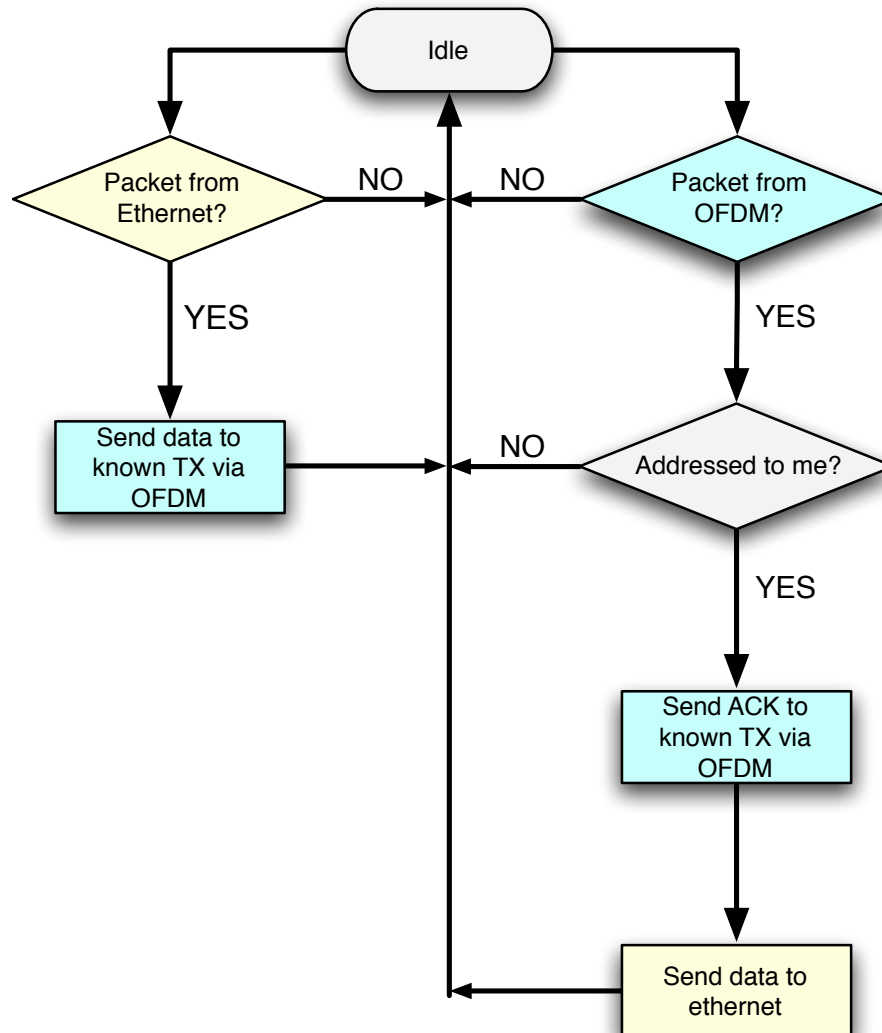 Idle
Packet from
Ethernet?
NO
NO
Packet from
OFDM?
YES
YES
Send data to
known TX via
OFDM
NO
Addressed to me?
YES
Send ACK to
known TX via
OFDM
Send data to
ethernet